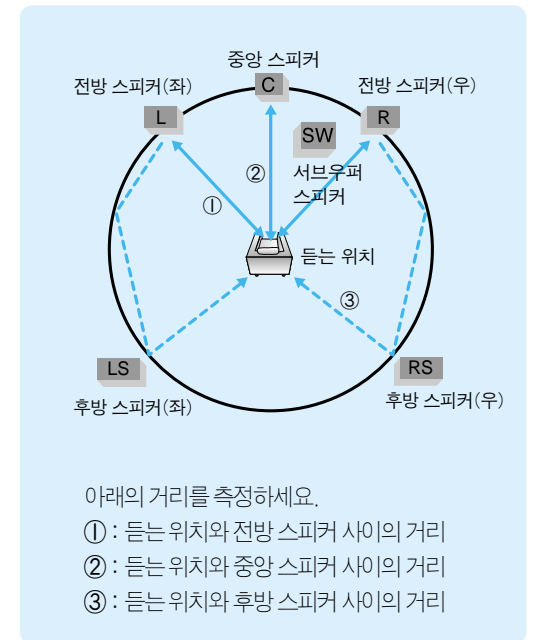 중앙 스피커
전방 스피커(좌)
전방 스피커(우)
C
L
R
SW
서브우퍼
스피커
②
①
듣는 위치
③
LS
RS
후방 스피커(좌)
후방 스피커(우)
아래의 거리를 측정하세요.
① : 듣는 위치와 전방 스피커 사이의 거리
② : 듣는 위치와 중앙 스피커 사이의 거리
③ : 듣는 위치와 후방 스피커 사이의 거리